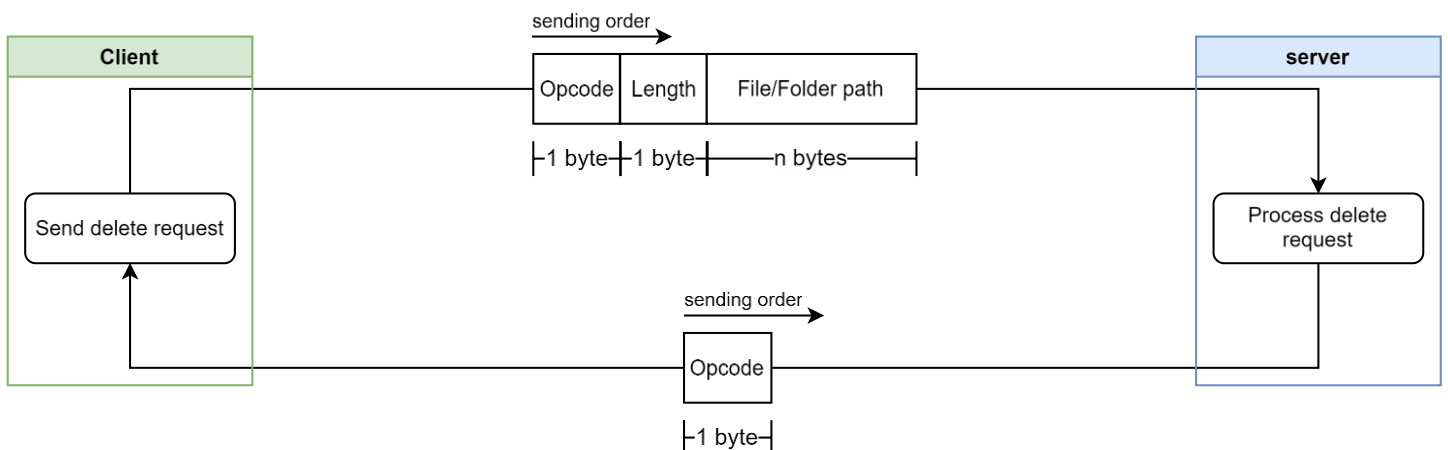 sending order
Client
server
Opcode
Length
File/Folder path
1 byte
1 byte
n bytes
Send delete request
Process delete
request
sending order
Opcode
1 byte